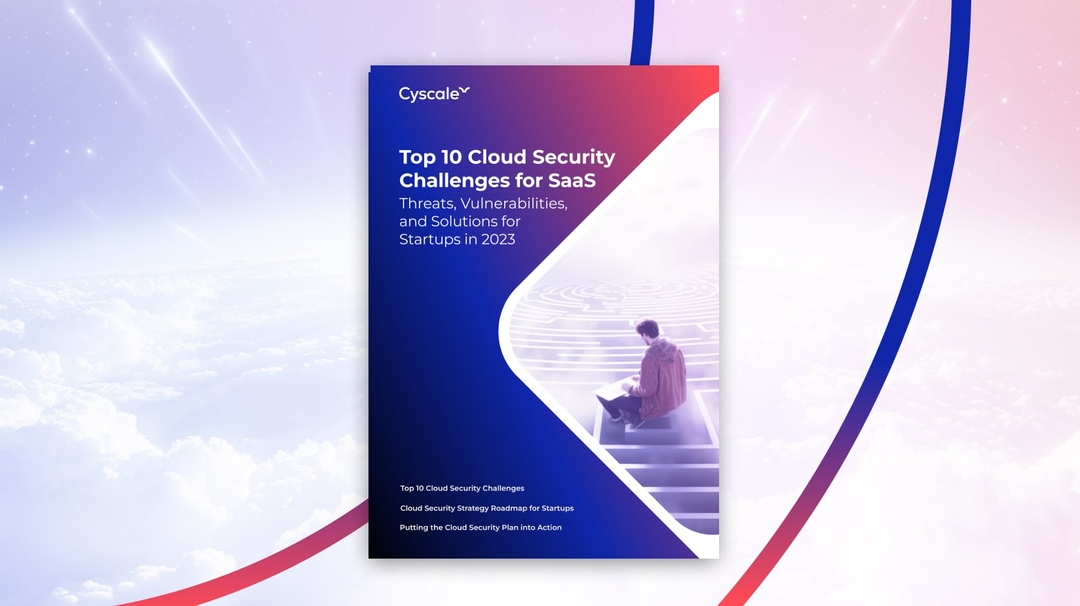 Cyscale
Top 10 Cloud Security
Challenges for SaaS
Threats, Vulnerabilities,
and Solutions for
Startups in 2023
Top 10 Cloud Security Challenges
Cloud Security Strategy Roadmap for Startups
Putting the Cloud Security Plan into Action